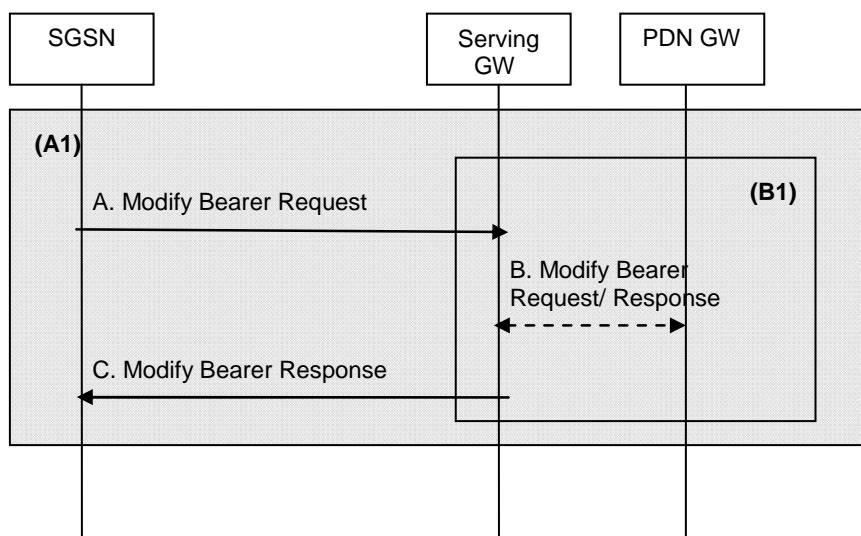 SGSN
Serving
GW
PDN GW
(A1)
(B1)
A. Modify Bearer Request
B. Modify Bearer
Request/ Response
C. Modify Bearer Response